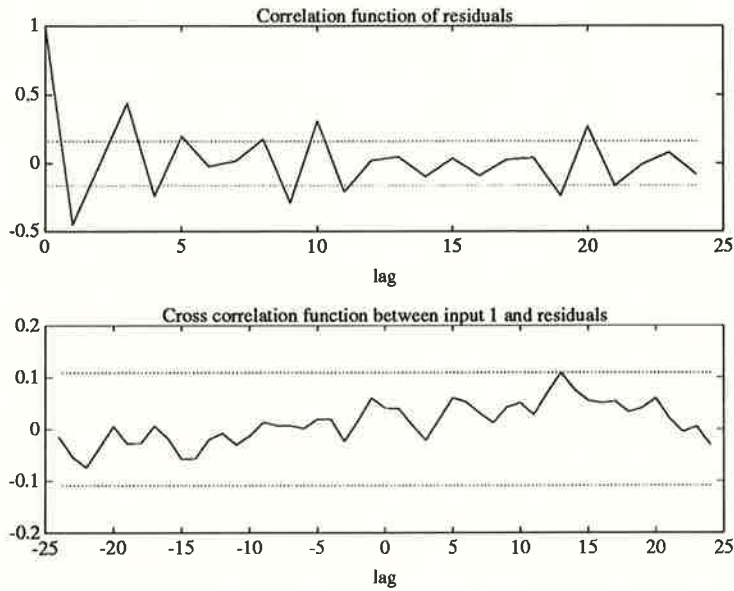 Correlation function of residuals
1
0.5
0
-0.5
0 5 10 15 20 25
lag
Cross correlation function between input 1 and residuals
0.2
0.1
0
-0.1
-0.2
-25 -20 -15 -10 -5 0 5 10 15 20 25
lag